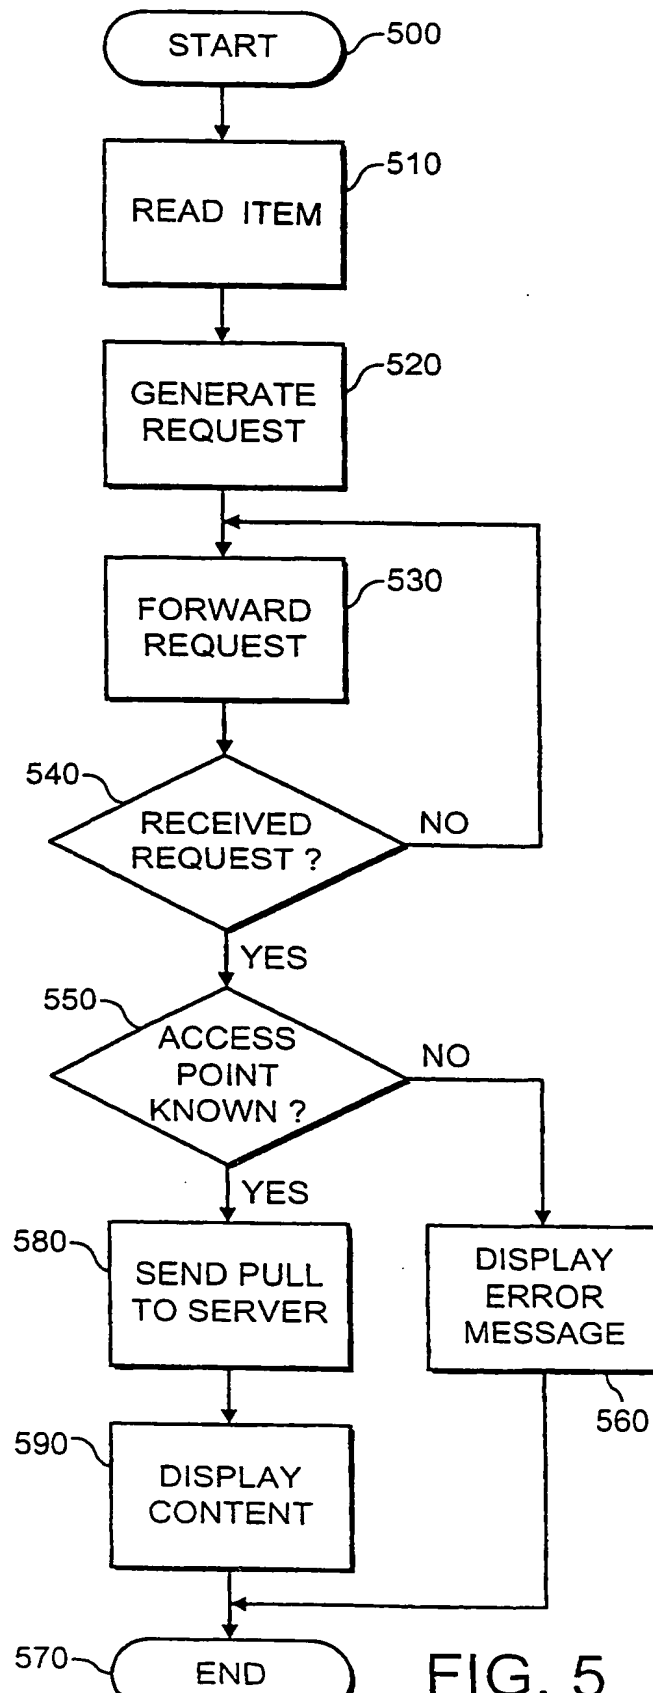 START
500
510
READ ITEM
520
GENERATE
REQUEST
530
FORWARD
REQUEST
540
RECEIVED
REQUEST ?
NO
YES
550
ACCESS
POINT
KNOWN ?
NO
YES
580
SEND PULL
TO SERVER
DISPLAY
ERROR
MESSAGE
560
590
DISPLAY
CONTENT
570
END
FIG. 5